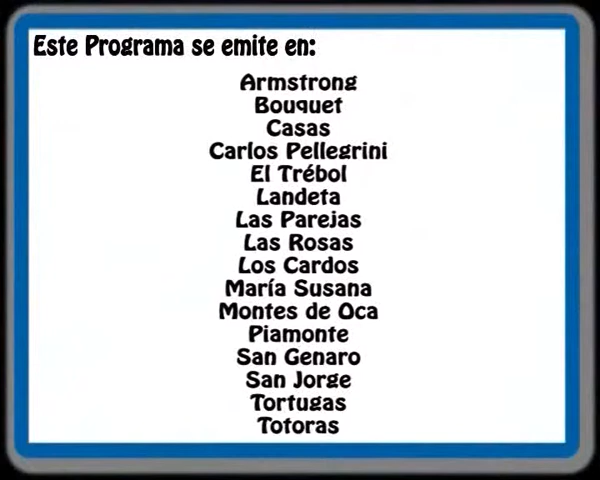 Este Programa se emite en:
Armstrong
Bouquet
Casas
Carlos Pellegrini
El Trébol
Landeta
Las Parejas
Las Rosas
Los Cardos
María Susana
Montes de Oca
Piamonte
San Genaro
San Jorge
Tortugas
Totoras